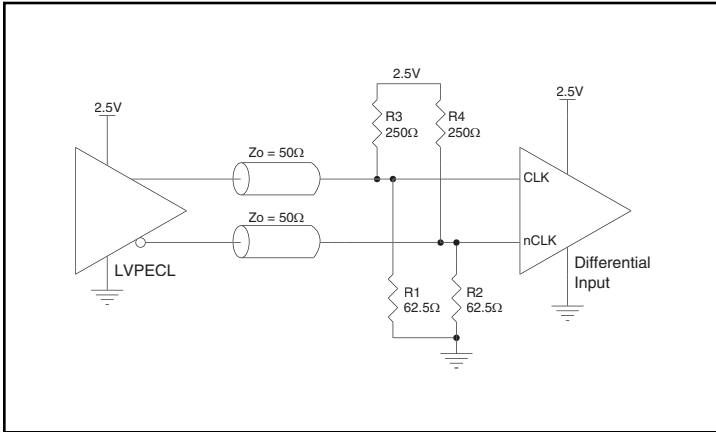 2.5V
2.5V
2.5V
R3
250Ω
R4
250Ω
Zo = 50Ω
CLK
Zo = 50Ω
nCLK
LVPECL
Differential
Input
R1
62.5Ω
R2
62.5Ω